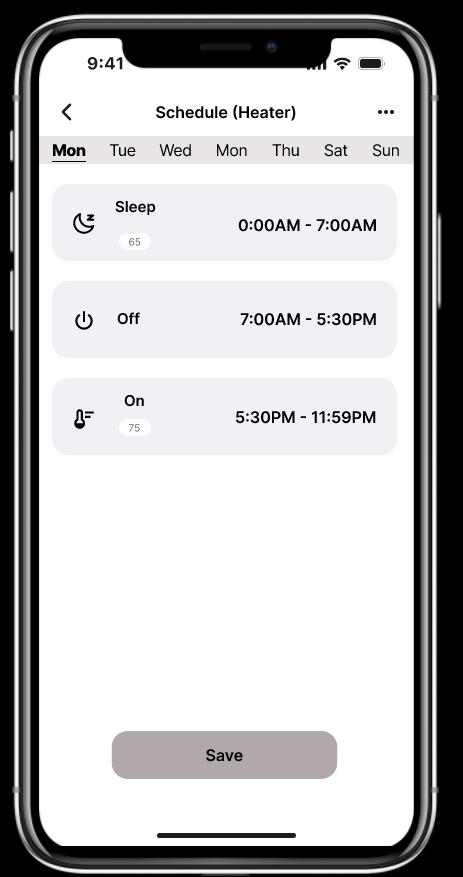 9:41
Schedule (Heater)
Mon Tue Wed Mon Thu Sat Sun
Sleep
65
0:00AM - 7:00AM
Off
7:00AM - 5:30PM
On
75
5:30PM - 11:59PM
Save